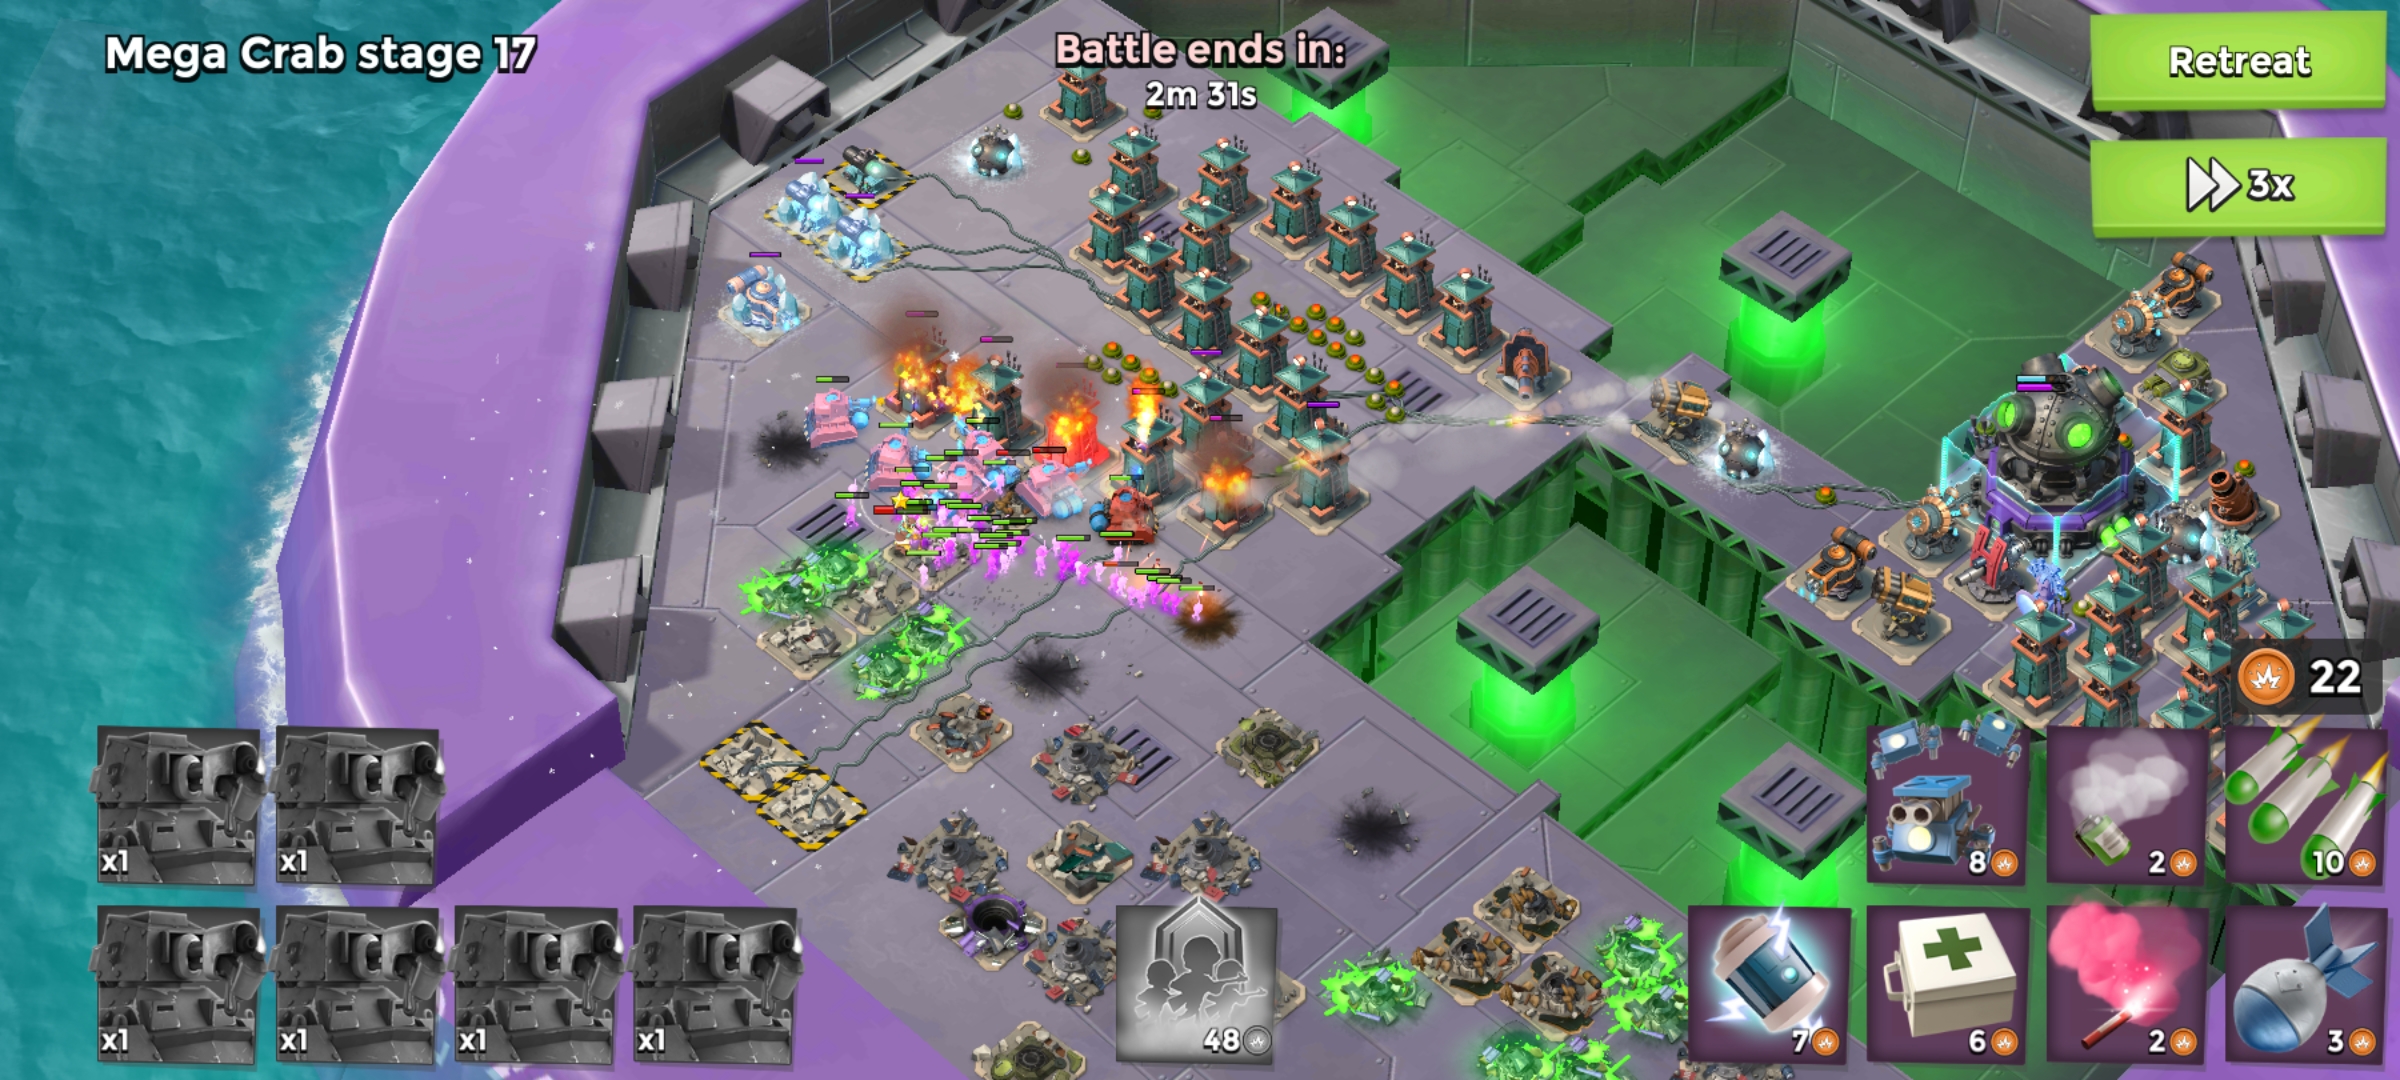 Mega Crab stage 17
Battle ends in:
2m 31s
Retreat
3x
22
x1
x1
8
2
10
x1
x1
x1
x1
48
7
6
2
3